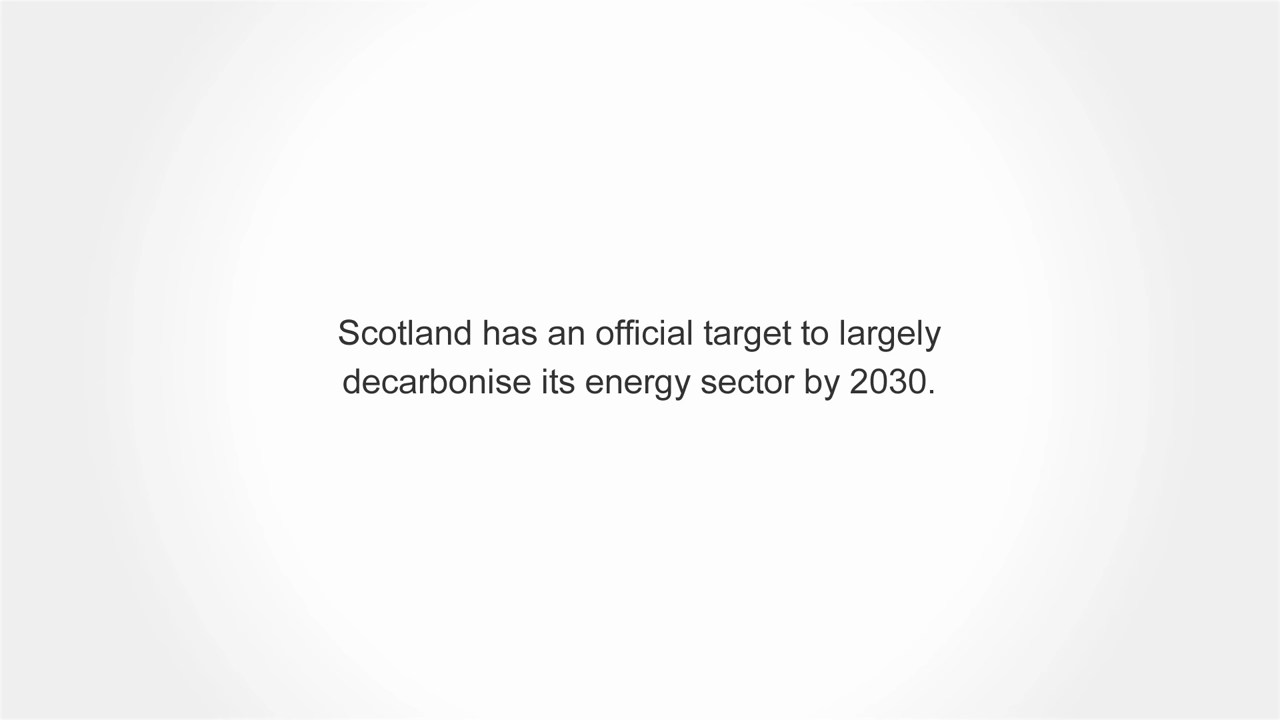 Scotland has an official target to largely
decarbonise its energy sector by 2030.